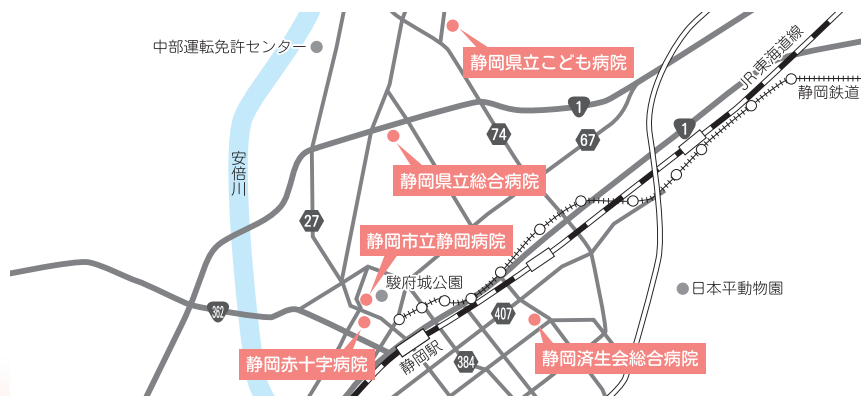 中部運転免許センター
静岡県立こども病院
JR東海道線
静岡鉄道
1
74
67
1
安倍川
静岡県立総合病院
27
静岡市立静岡病院
駿府城公園
日本平動物園
362
407
静岡赤十字病院
静岡駅
384
静岡済生会総合病院